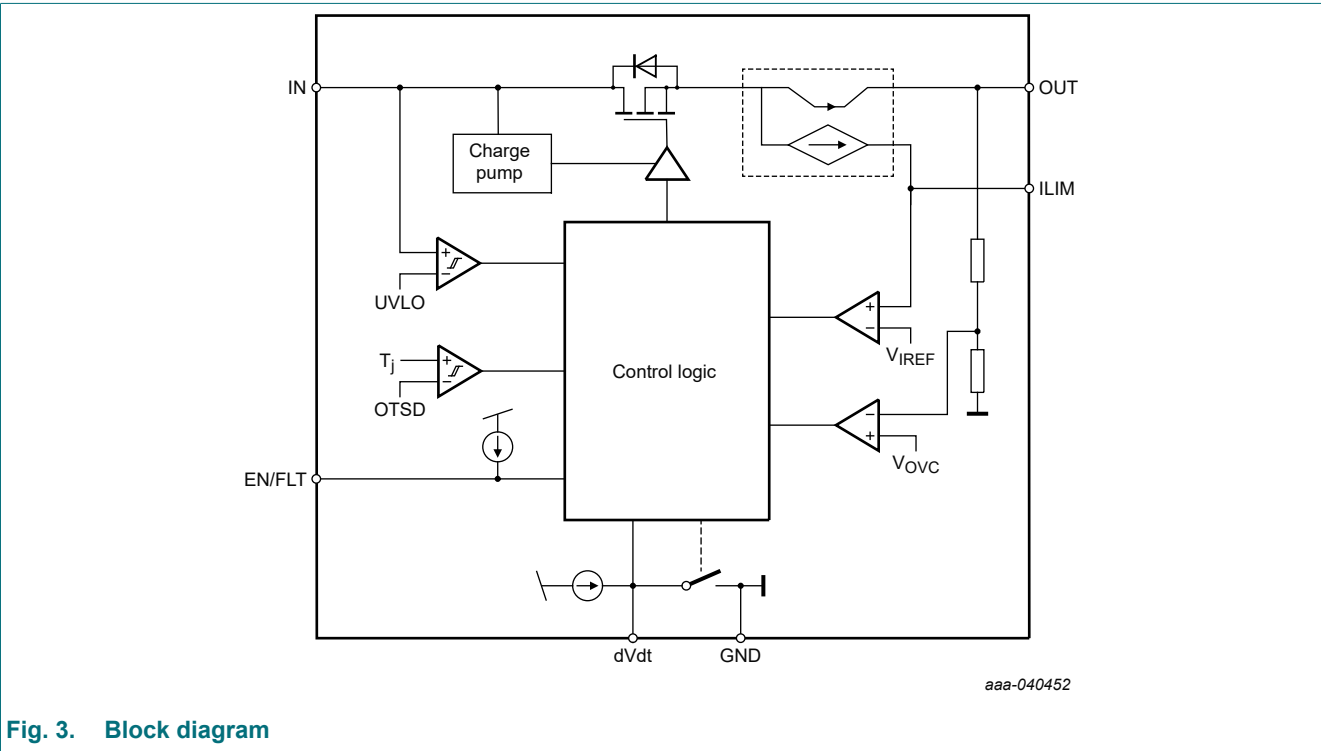 IN
OUT
Charge
pump
ILIM
+
−
UVLO
+
−
VIREF
Tj
+
−
OTSD
Control logic
−
+
VOVC
EN/FLT
dVdt
GND
aaa-040452
Fig. 3. Block diagram